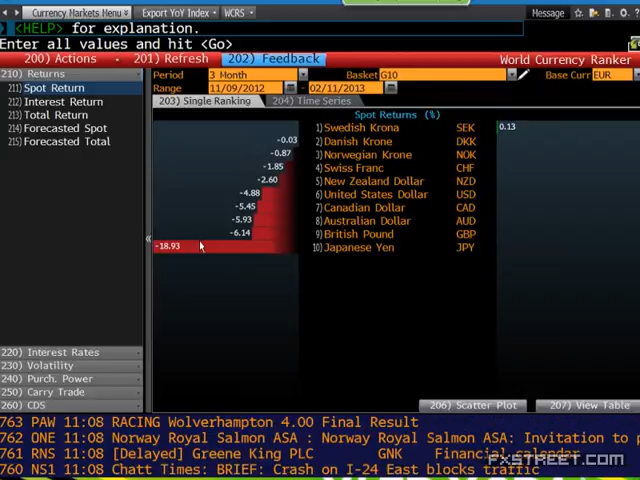 Currency Markets Menu
Export YoY Index
WCRS
Message
<HELP> for explanation.
Enter all values and hit <Go>
200) Actions
201) Refresh
202) Feedback
World Currency Ranker
210) Returns
Period 3 Month Basket G10 Base Curr EUR
211) Spot Return
Range 11/09/2012 - 02/11/2013
212) Interest Return
203) Single Ranking
204) Time Series
213) Total Return
Spot Returns (%)
214) Forecasted Spot
1) Swedish Krona SEK 0.13
215) Forecasted Total
-0.03 2) Danish Krone DKK
-0.87 3) Norwegian Krone NOK
-1.85 4) Swiss Franc CHF
-2.60 5) New Zealand Dollar NZD
-4.88 6) United States Dollar USD
-5.45 7) Canadian Dollar CAD
-5.93 8) Australian Dollar AUD
-6.14 9) British Pound GBP
-18.93 10) Japanese Yen JPY
220) Interest Rates
230) Volatility
240) Purch. Power
250) Carry Trade
260) CDS
206) Scatter Plot
207) View Table
763 PAW 11:08 RACING Wolverhampton 4.00 Final Result
762 ONE 11:08 Norway Royal Salmon ASA : Norway Royal Salmon ASA: Invitation to p
761 RNS 11:08 [Delayed] Greene King PLC GNK Financial calendar
760 NS1 11:08 Chatt Times: BRIEF: Crash on I-24 East blocks traffic
FXSTREET.COM